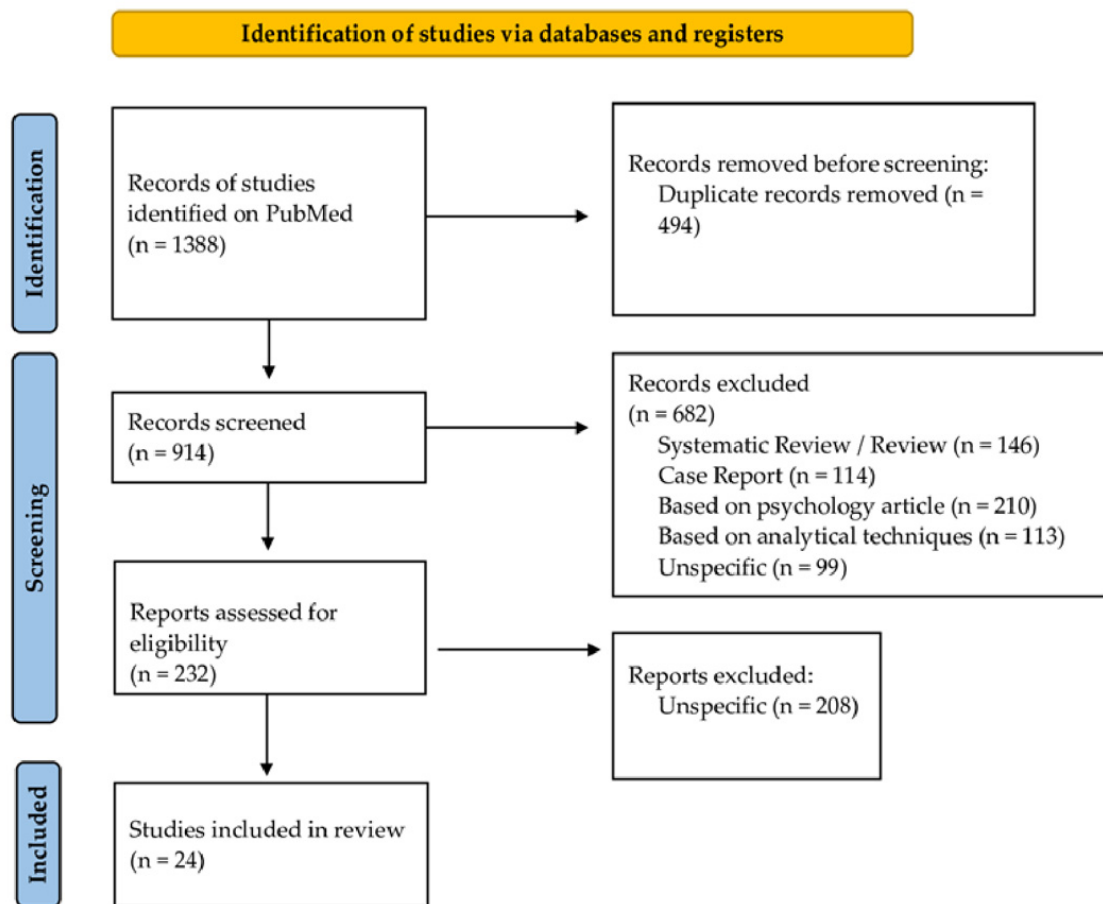 Identification of studies via databases and registers
Identification
Records of studies
identified on PubMed
(n = 1388)
Records removed before screening:
Duplicate records removed (n =
494)
Screening
Records screened
(n = 914)
Records excluded
(n = 682)
Systematic Review / Review (n = 146)
Case Report (n = 114)
Based on psychology article (n = 210)
Based on analytical techniques (n = 113)
Unspecific (n = 99)
Reports assessed for
eligibility
(n = 232)
Reports excluded:
Unspecific (n = 208)
Included
Studies included in review
(n = 24)